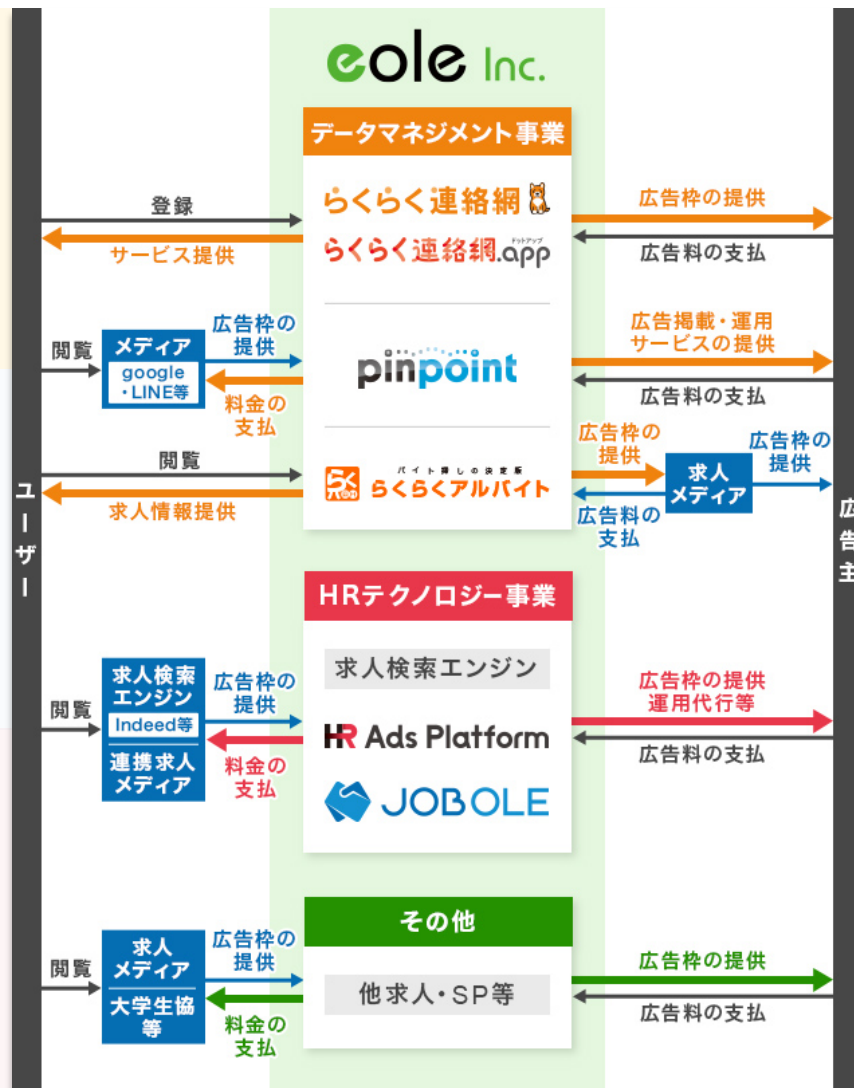 eole Inc.
データマネジメント事業
らくらく連絡網
ドットアップ
らくらく連絡網.app
登録
サービス提供
広告枠の提供
広告料の支払
閲覧
メディア
google
・LINE等
広告枠の
提供
料金の
支払
pinpoint
広告掲載・運用
サービスの提供
広告料の支払
閲覧
求人情報提供
バイト探しの決定版
らくらくアルバイト
広告枠の
提供
広告料の
支払
求人
メディア
広告枠の
提供
ユーザー
広告主
HRテクノロジー事業
求人検索エンジン
HR Ads Platform
JOBOLE
閲覧
求人検索
エンジン
Indeed等
連携求人
メディア
広告枠の
提供
料金の
支払
広告枠の提供
運用代行等
広告料の支払
その他
他求人・SP等
閲覧
求人
メディア
大学生協
等
広告枠の
提供
料金の
支払
広告枠の提供
広告料の支払